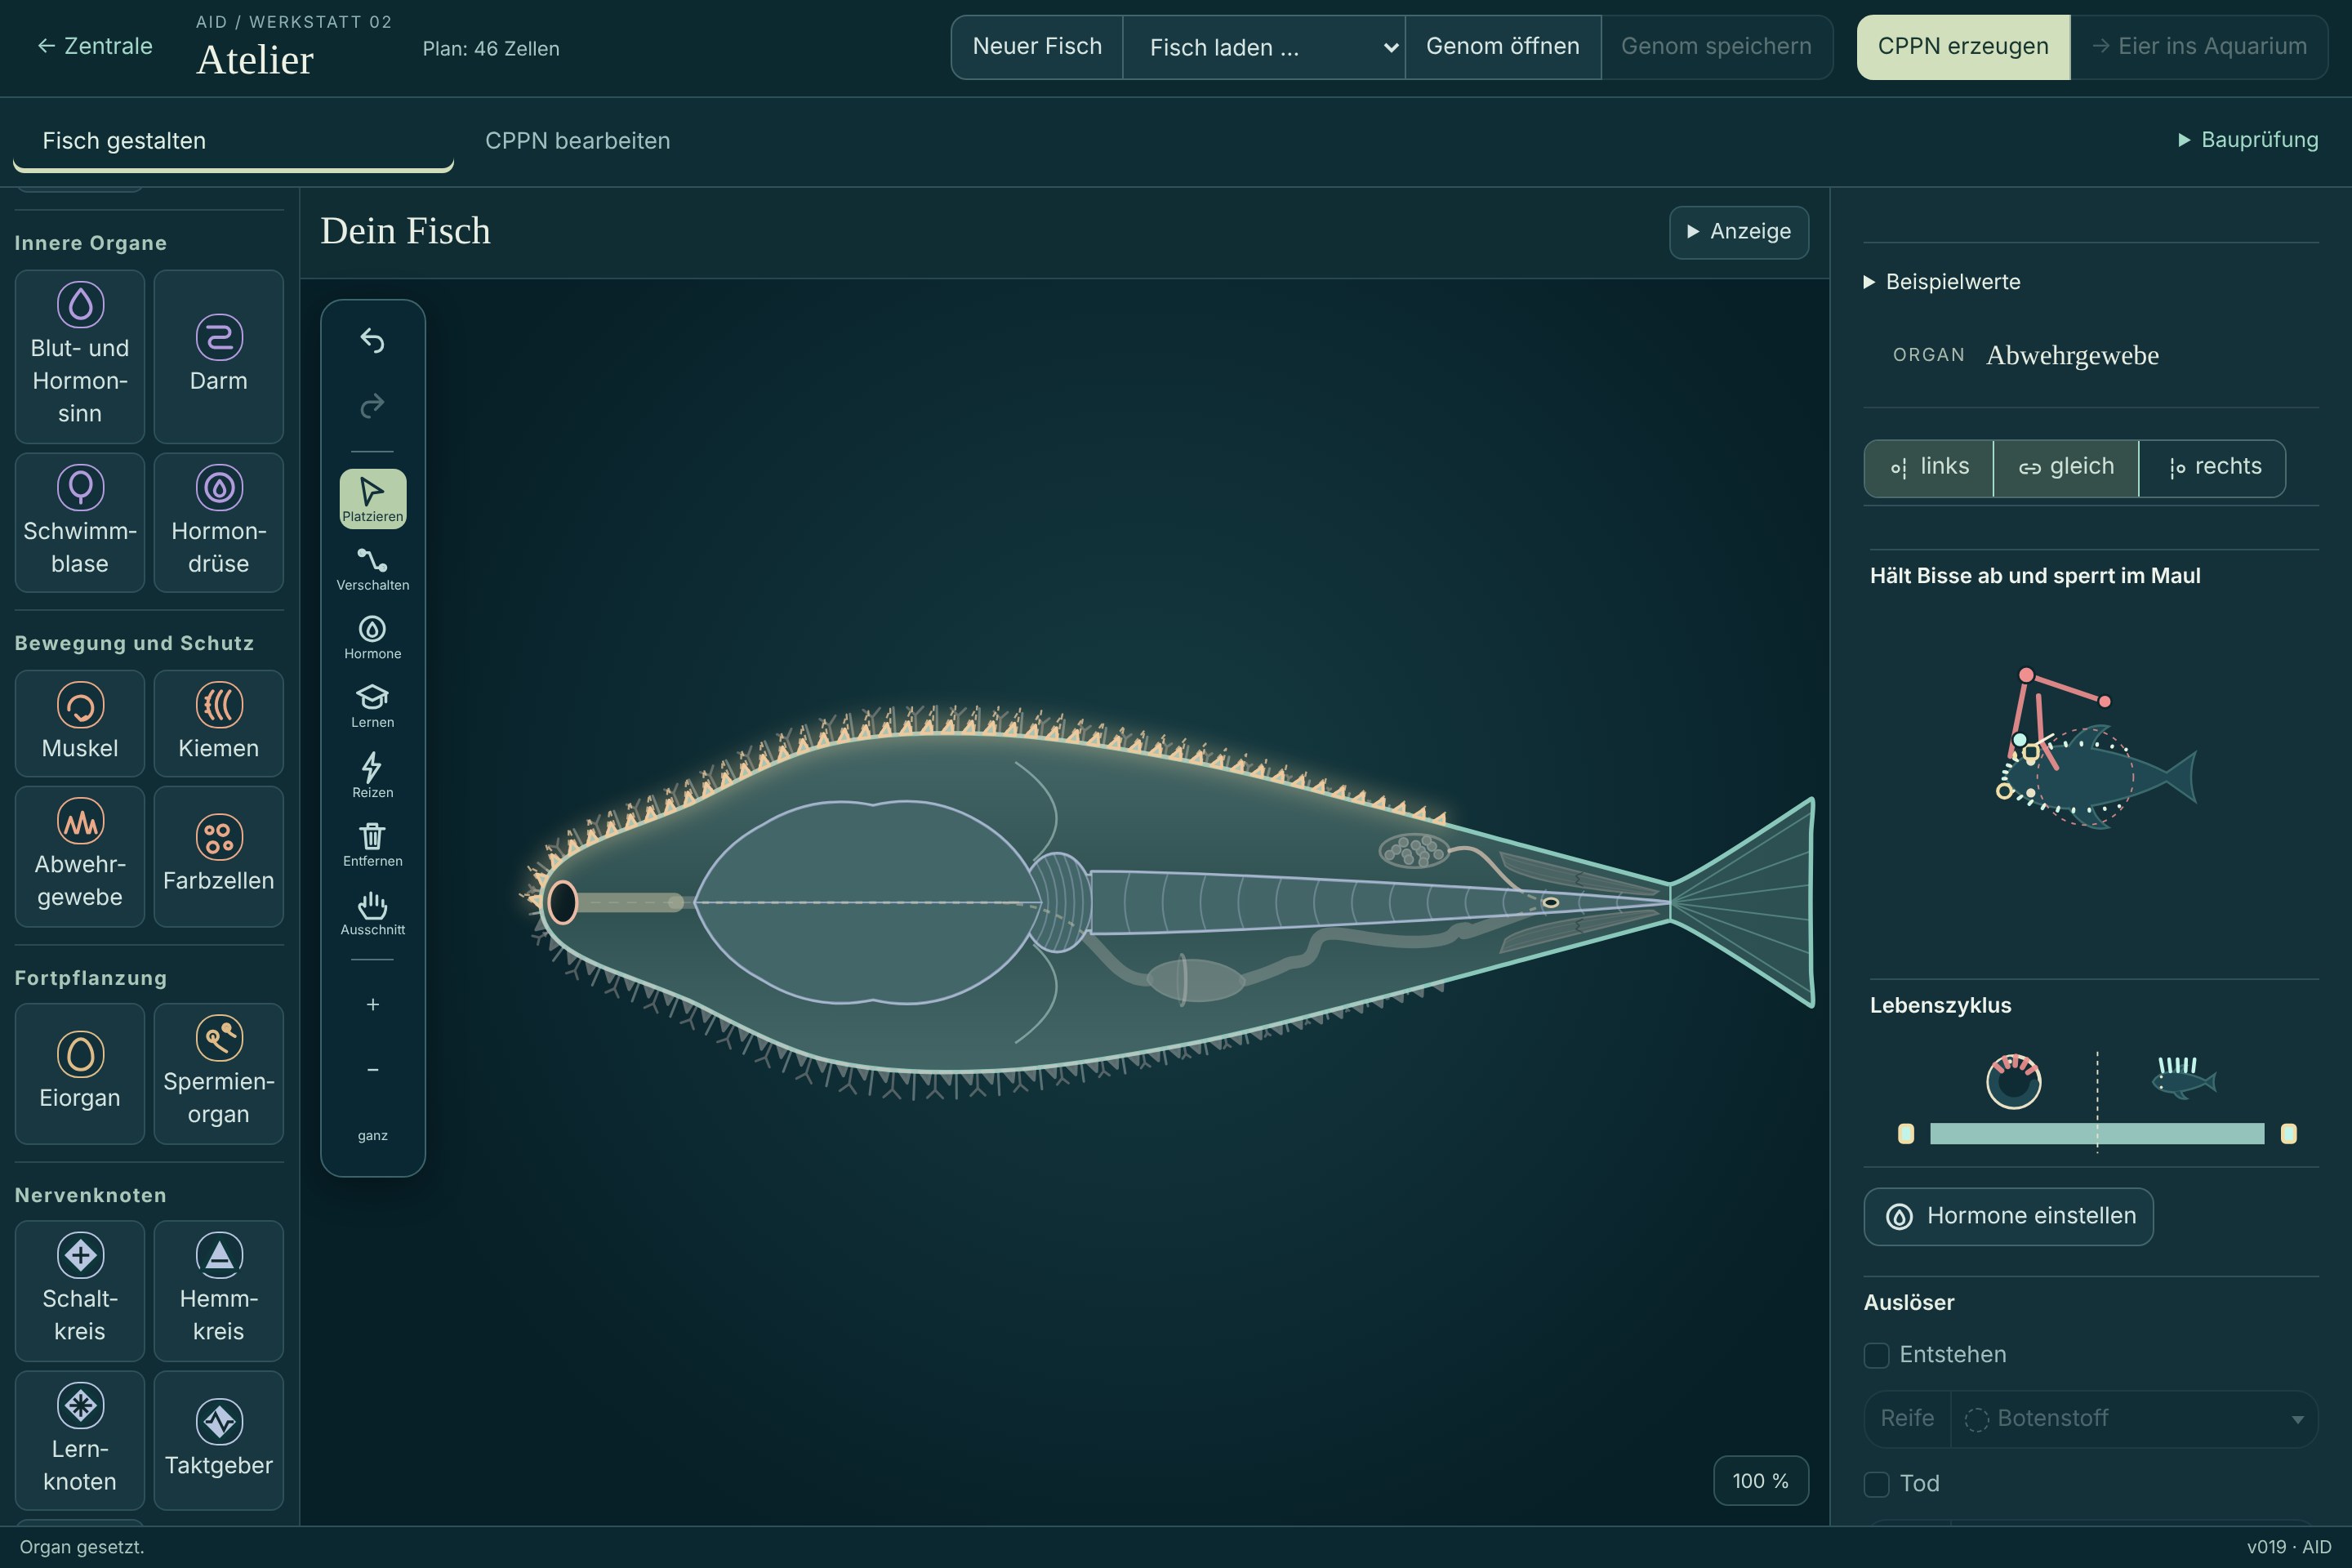 ← Zentrale
AID / WERKSTATT 02
Atelier
Plan: 46 Zellen
Neuer Fisch
Fisch laden ...
Genom öffnen
Genom speichern
CPPN erzeugen
→ Eier ins Aquarium
Fisch gestalten
CPPN bearbeiten
Bauprüfung
Innere Organe
Blut- und
Hormon-
sinn
Darm
Schwimm-
blase
Hormon-
drüse
Bewegung und Schutz
Muskel
Kiemen
Abwehr-
gewebe
Farbzellen
Fortpflanzung
Eiorgan
Spermien-
organ
Nervenknoten
Schalt-
kreis
Hemm-
kreis
Lern-
knoten
Taktgeber
Dein Fisch
Anzeige
Platzieren
Verschalten
Hormone
Lernen
Reizen
Entfernen
Ausschnitt
+
−
ganz
100 %
Beispielwerte
ORGAN Abwehrgewebe
links
gleich
rechts
Hält Bisse ab und sperrt im Maul
Lebenszyklus
Hormone einstellen
Auslöser
Entstehen
Reife
Botenstoff
Tod
Organ gesetzt.
v019 · AID